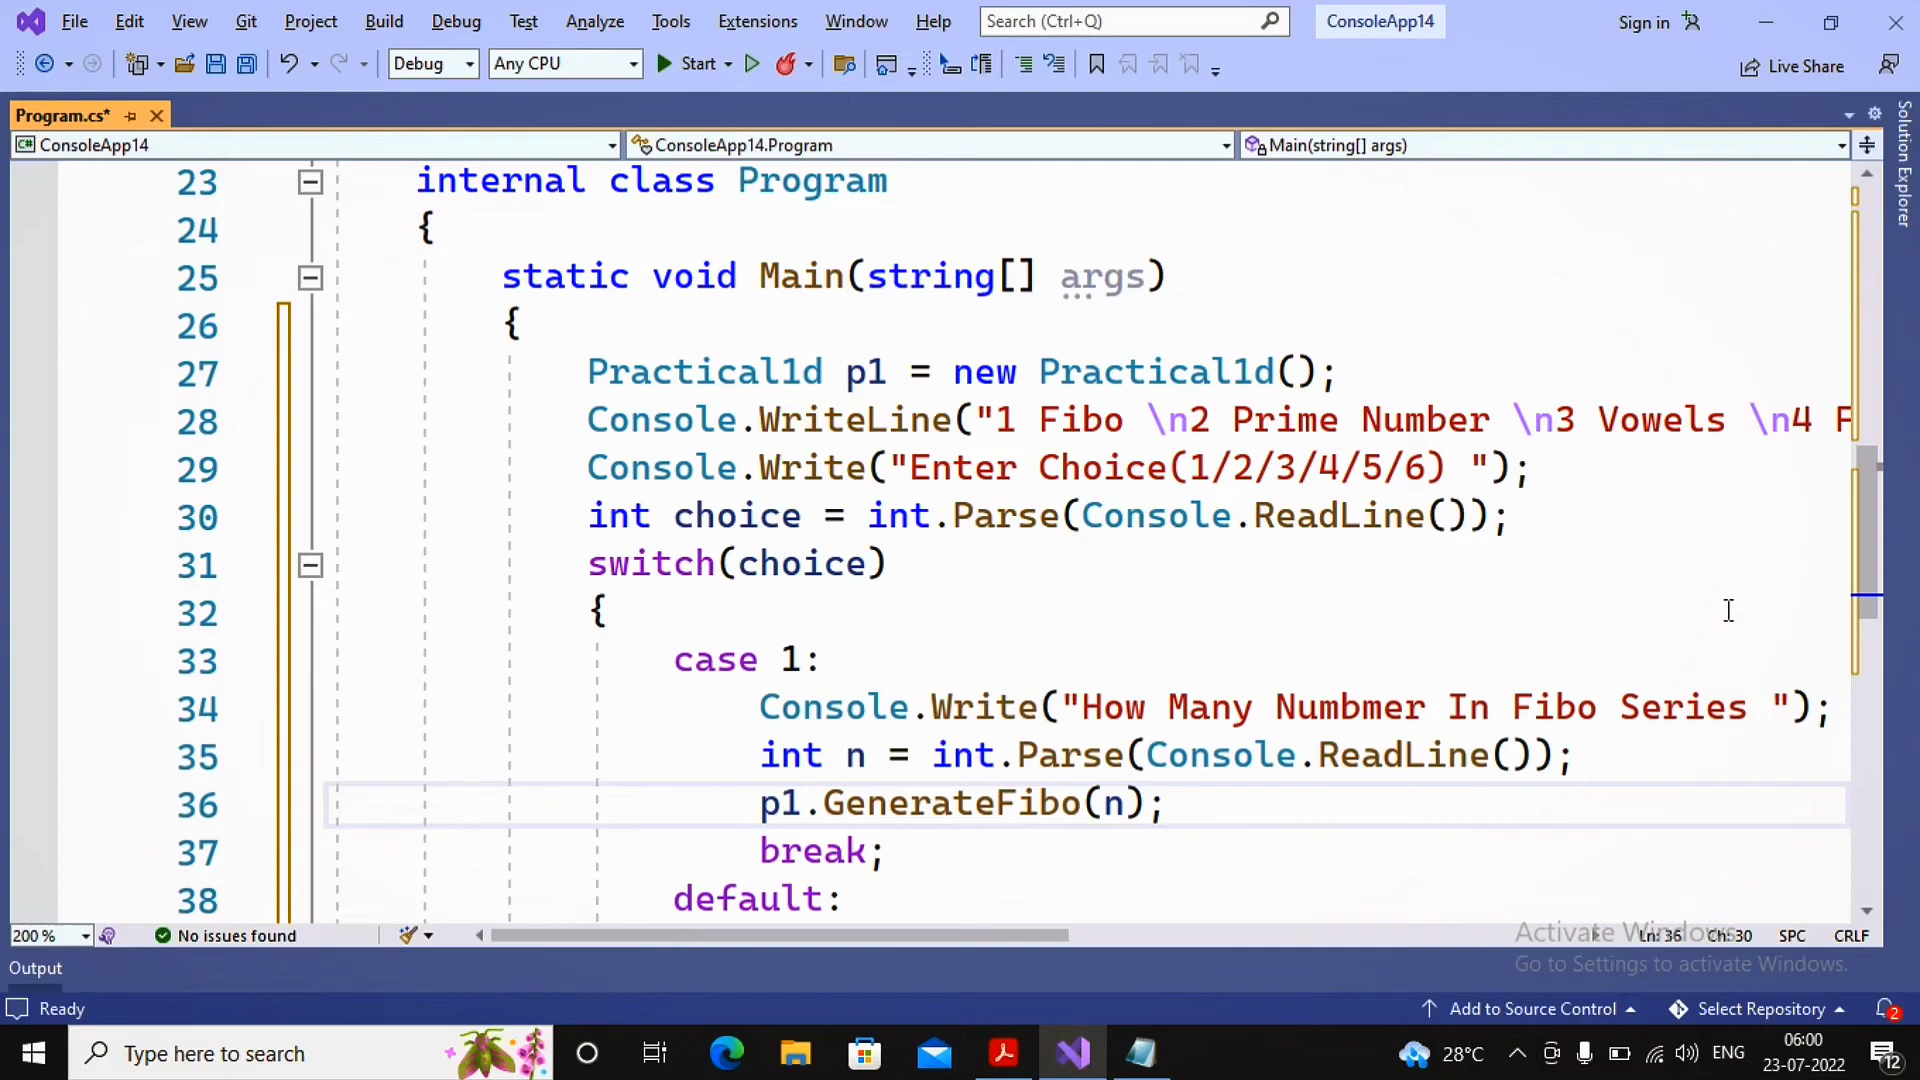 File Edit View Git Project Build Debug Test Analyze Tools Extensions Window Help Search (Ctrl+Q) ConsoleApp14 Sign in
Debug Any CPU Start Live Share
Program.cs*
ConsoleApp14 ConsoleApp14.Program Main(string[] args)
Solution Explorer
23 internal class Program
24 {
25 static void Main(string[] args)
26 {
27 Practical1d p1 = new Practical1d();
28 Console.WriteLine("1 Fibo \n2 Prime Number \n3 Vowels \n4 F
29 Console.Write("Enter Choice(1/2/3/4/5/6) ");
30 int choice = int.Parse(Console.ReadLine());
31 switch(choice)
32 {
33 case 1:
34 Console.Write("How Many Numbmer In Fibo Series ");
35 int n = int.Parse(Console.ReadLine());
36 p1.GenerateFibo(n);
37 break;
38 default:
200 % No issues found Ln: 36 Ch: 30 SPC CRLF
Activate Windows
Go to Settings to activate Windows.
Output
Ready Add to Source Control Select Repository 2
Type here to search 28°C ENG 06:00
23-07-2022 12